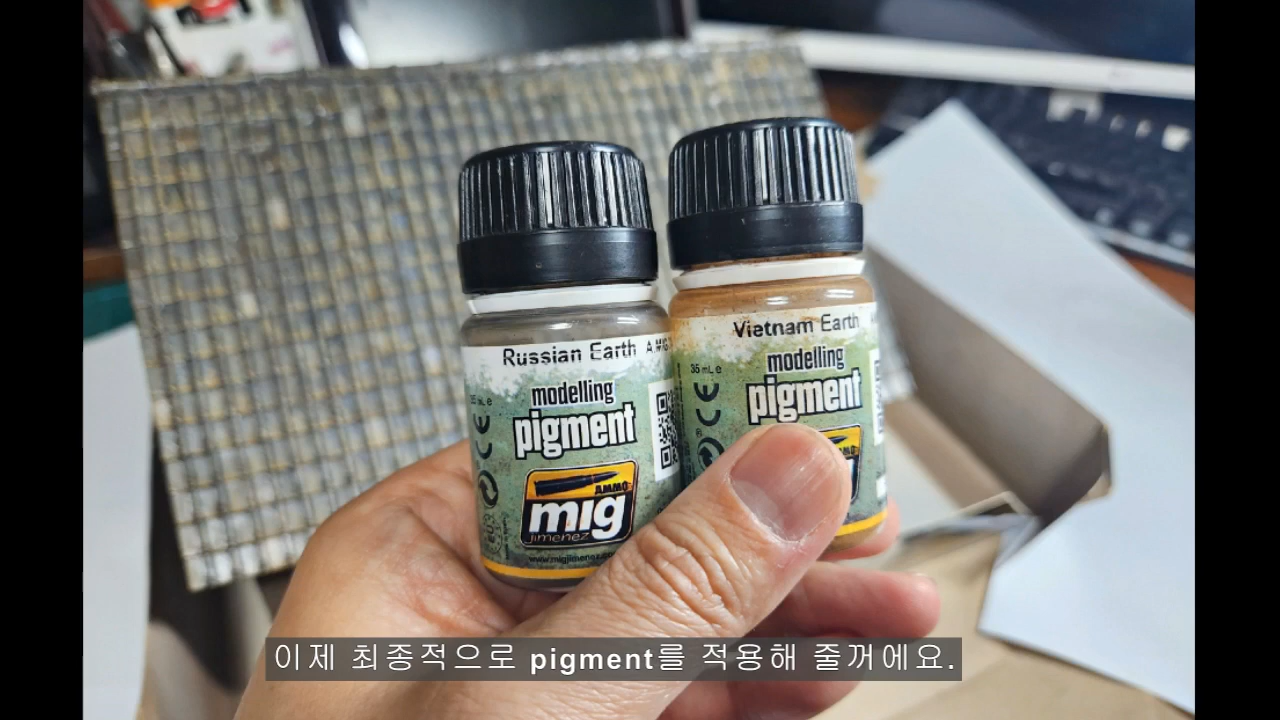 Russian Earth
modelling
pigment
AMMO
mig
jimenez
Vietnam Earth
35 mL e
modelling
pigment
이제 최종적으로 pigment를 적용해 줄꺼에요.